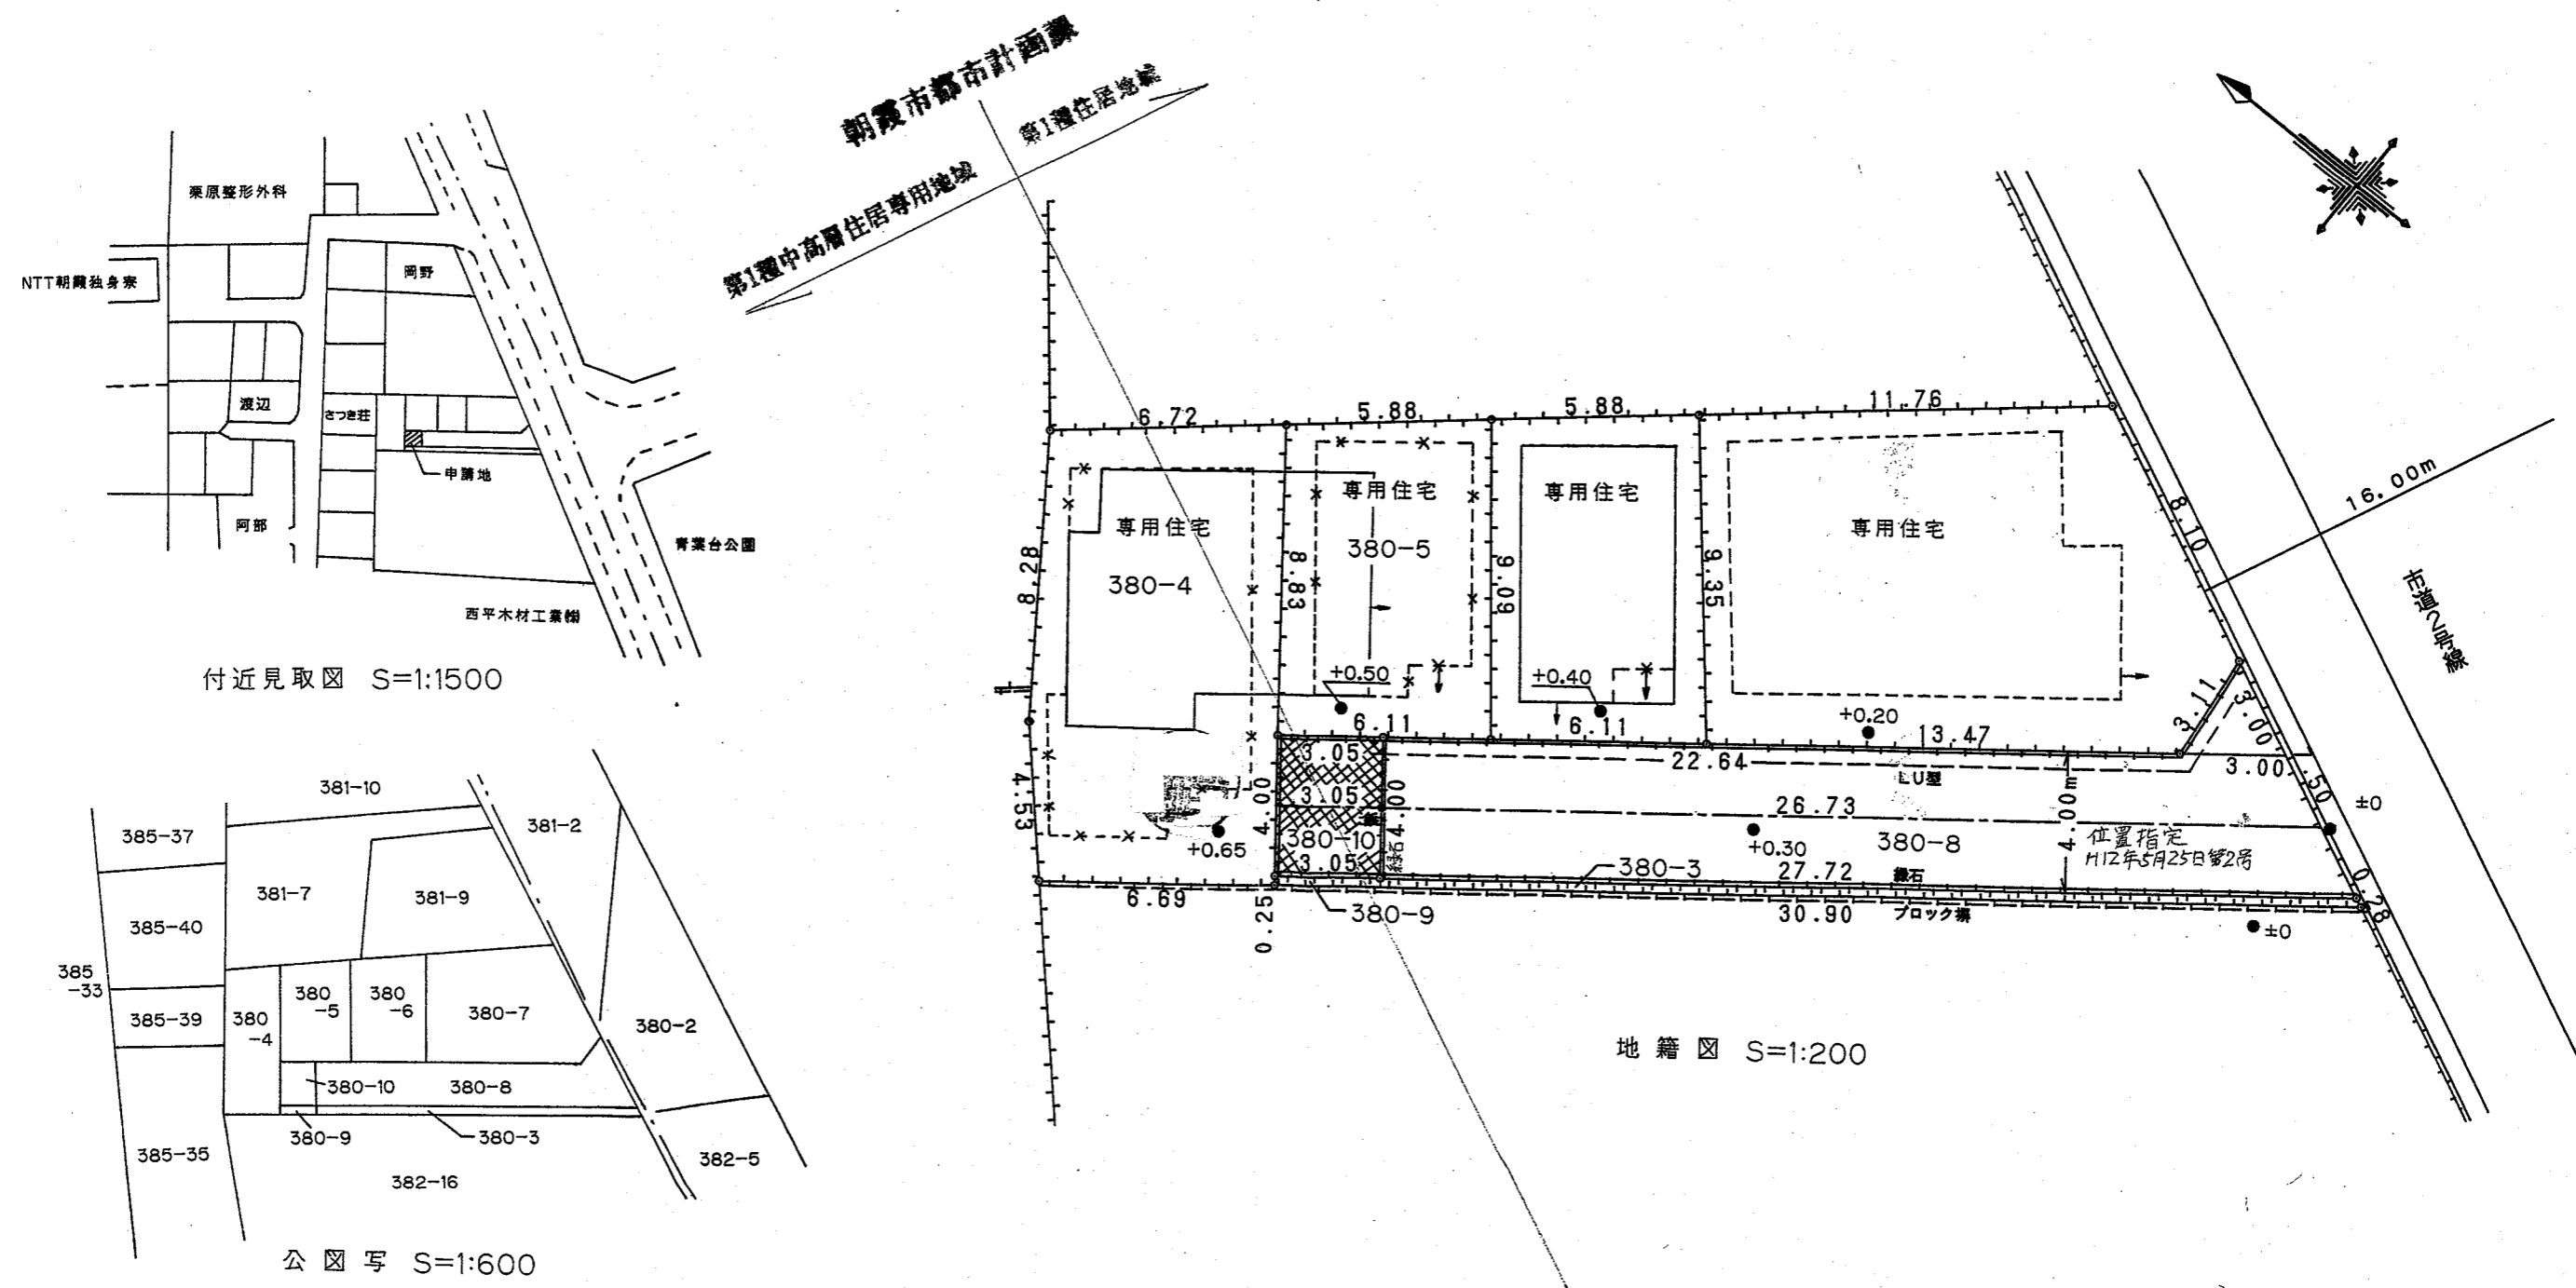 朝霞市都市計画線
第1種住居地域
第1種中高層住居専用地域
栗原整形外科
NTT朝霞独身寮
岡野
渡辺
さつき荘
申請地
阿部
青葉台公園
西平木材工業㈱
付近見取図 S=1:1500
381-10
385-37
381-2
381-7
381-9
385-40
385
-33
385-39
380
-4
380
-5
380
-6
380-7
380-2
380-10
380-8
380-9
380-3
385-35
382-16
382-5
公図写 S=1:600
6.72
5.88
5.88
11.76
8.28
8.83
9.09
9.35
8.10
16.00m
市道2号線
専用住宅
380-4
専用住宅
380-5
専用住宅
専用住宅
+0.50
+0.40
+0.20
6.11
6.11
13.47
3.11
3.00
3.00
.50
±0
22.64
LU型
3.05
3.05
4.00
4.00
4.53
26.73
4.00m
380-10
縁石
3.05
+0.65
+0.30
380-8
位置指定
H12年5月25日第2号
380-3
27.72
縁石
0.28
6.69
0.25
380-9
30.90
ブロック塀
±0
地籍図 S=1:200